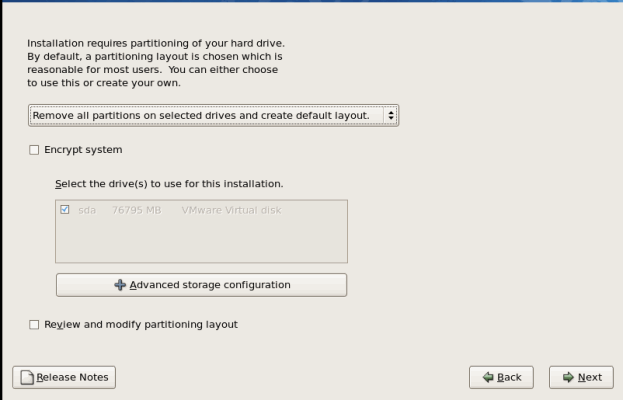 Installation requires partitioning of your hard drive.
By default, a partitioning layout is chosen which is
reasonable for most users.  You can either choose
to use this or create your own.
Remove all partitions on selected drives and create default layout.
Encrypt system
Select the drive(s) to use for this installation.
sda 76795 MB VMware Virtual disk
Advanced storage configuration
Review and modify partitioning layout
Release Notes Back Next